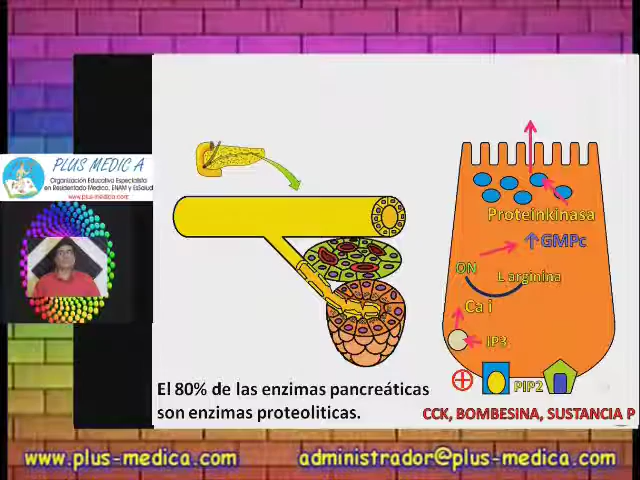 PLUS MEDIC A
Organización Educativa Especialista
en Residentado Medico, ENAM y EsSalud
www.plus-medica.com
Proteinkinasa
GMPc
ON
L arginina
Ca i
IP3
PIP2
CCK, BOMBESINA, SUSTANCIA P
El 80% de las enzimas pancreáticas
son enzimas proteoliticas.
www.plus-medica.com
administrador@plus-medica.com